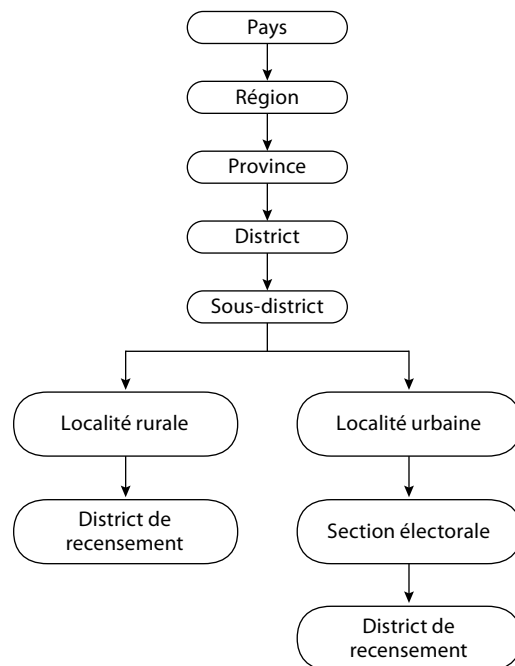 Pays
Région
Province
District
Sous-district
Localité rurale
Localité urbaine
District de
recensement
Section électorale
District de
recensement